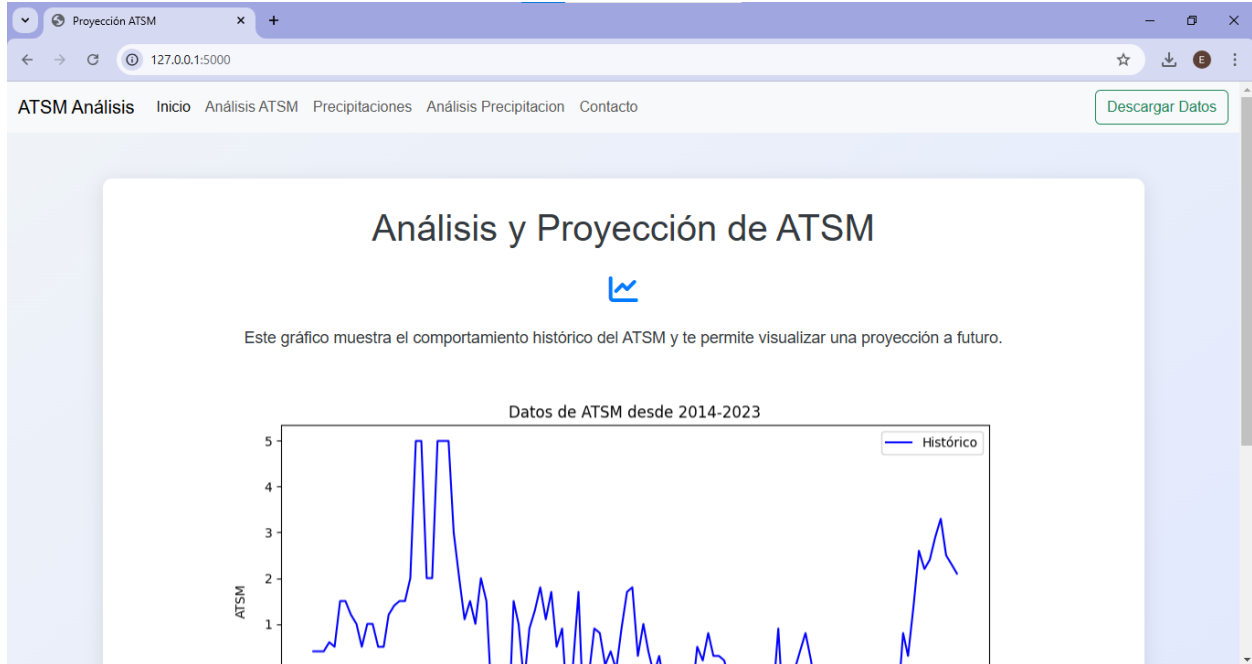 Proyección ATSM
127.0.0.1:5000
E
ATSM Análisis Inicio Análisis ATSM Precipitaciones Análisis Precipitacion Contacto Descargar Datos
Análisis y Proyección de ATSM
Este gráfico muestra el comportamiento histórico del ATSM y te permite visualizar una proyección a futuro.
Datos de ATSM desde 2014-2023
Histórico
5
4
3
2
1
ATSM